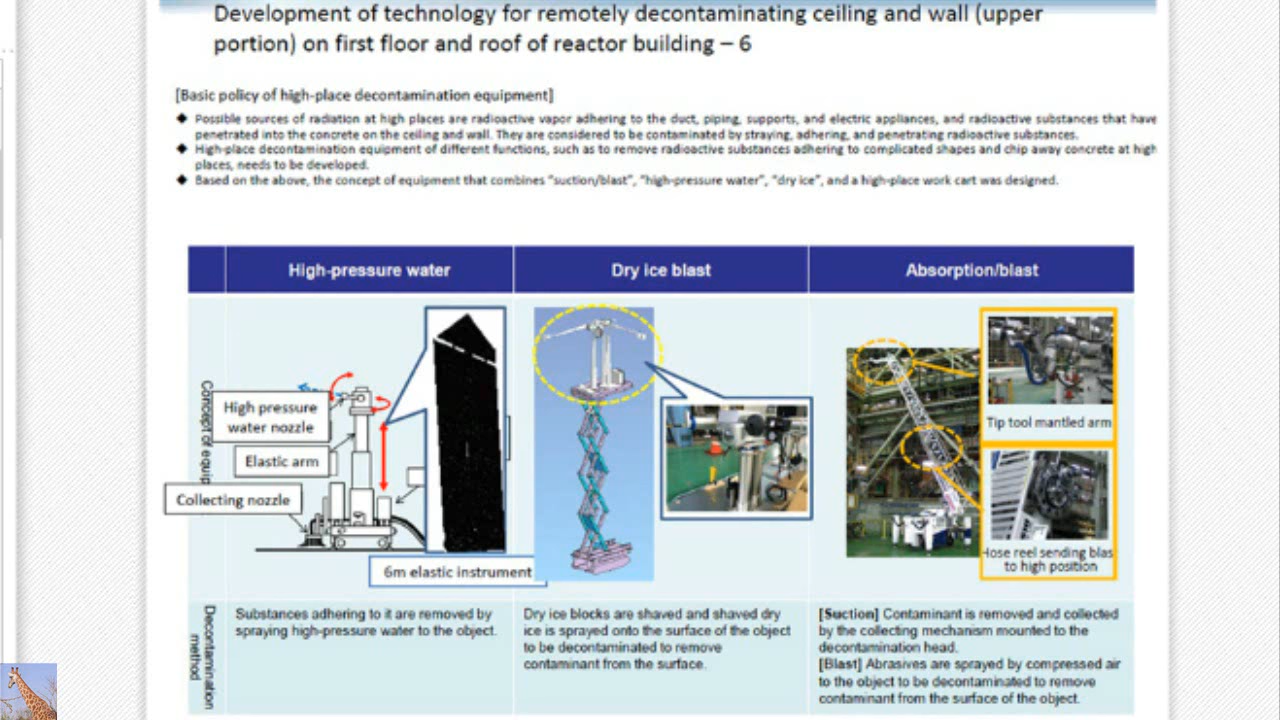 Development of technology for remotely decontaminating ceiling and wall (upper
portion) on first floor and roof of reactor building – 6
[Basic policy of high-place decontamination equipment]
◆ Possible sources of radiation at high places are radioactive vapor adhering to the duct, piping, supports, and electric appliances, and radioactive substances that have
penetrated into the concrete on the ceiling and wall. They are considered to be contaminated by straying, adhering, and penetrating radioactive substances.
◆ High-place decontamination equipment of different functions, such as to remove radioactive substances adhering to complicated shapes and chip away concrete at high
places, needs to be developed.
◆ Based on the above, the concept of equipment that combines "suction/blast", "high-pressure water", "dry ice", and a high-place work cart was designed.
High-pressure water
Dry ice blast
Absorption/blast
Concept of equip
High pressure
water nozzle
Elastic arm
Collecting nozzle
6m elastic instrument
Tip tool mantled arm
Hose reel sending blas
to high position
Decontamination
method
Substances adhering to it are removed by
spraying high-pressure water to the object.
Dry ice blocks are shaved and shaved dry
ice is sprayed onto the surface of the object
to be decontaminated to remove
contaminant from the surface.
[Suction] Contaminant is removed and collected
by the collecting mechanism mounted to the
decontamination head.
[Blast] Abrasives are sprayed by compressed air
to the object to be decontaminated to remove
contaminant from the surface of the object.